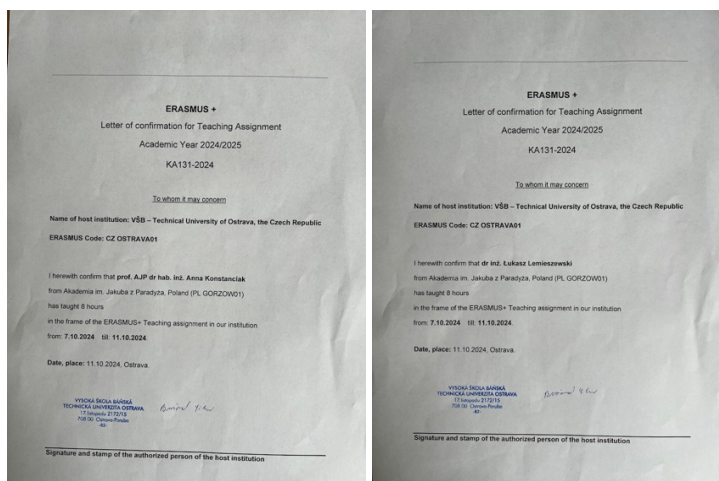 ERASMUS +
Letter of confirmation for Teaching Assignment
Academic Year 2024/2025
KA131-2024
To whom it may concern
Name of host institution: VŠB – Technical University of Ostrava, the Czech Republic
ERASMUS Code: CZ OSTRAVA01
I herewith confirm that prof. AJP dr hab. inż. Anna Konstanciak
from Akademia im. Jakuba z Paradyża, Poland (PL GORZOW01)
has taught 8 hours
in the frame of the ERASMUS+ Teaching assignment in our institution
from: 7.10.2024 till: 11.10.2024.
Date, place: 11.10.2024, Ostrava.
VYSOKÁ ŠKOLA BÁŇSKÁ
TECHNICKÁ UNIVERZITA OSTRAVA
17. listopadu 2172/15
708 00 Ostrava-Poruba
Signature and stamp of the authorized person of the host institution
ERASMUS +
Letter of confirmation for Teaching Assignment
Academic Year 2024/2025
KA131-2024
To whom it may concern
Name of host institution: VŠB – Technical University of Ostrava, the Czech Republic
ERASMUS Code: CZ OSTRAVA01
I herewith confirm that dr inż. Łukasz Lemieszewski
from Akademia im. Jakuba z Paradyża, Poland (PL GORZOW01)
has taught 8 hours
in the frame of the ERASMUS+ Teaching assignment in our institution
from: 7.10.2024 till: 11.10.2024.
Date, place: 11.10.2024, Ostrava.
VYSOKÁ ŠKOLA BÁŇSKÁ
TECHNICKÁ UNIVERZITA OSTRAVA
17. listopadu 2172/15
708 00 Ostrava-Poruba
Signature and stamp of the authorized person of the host institution